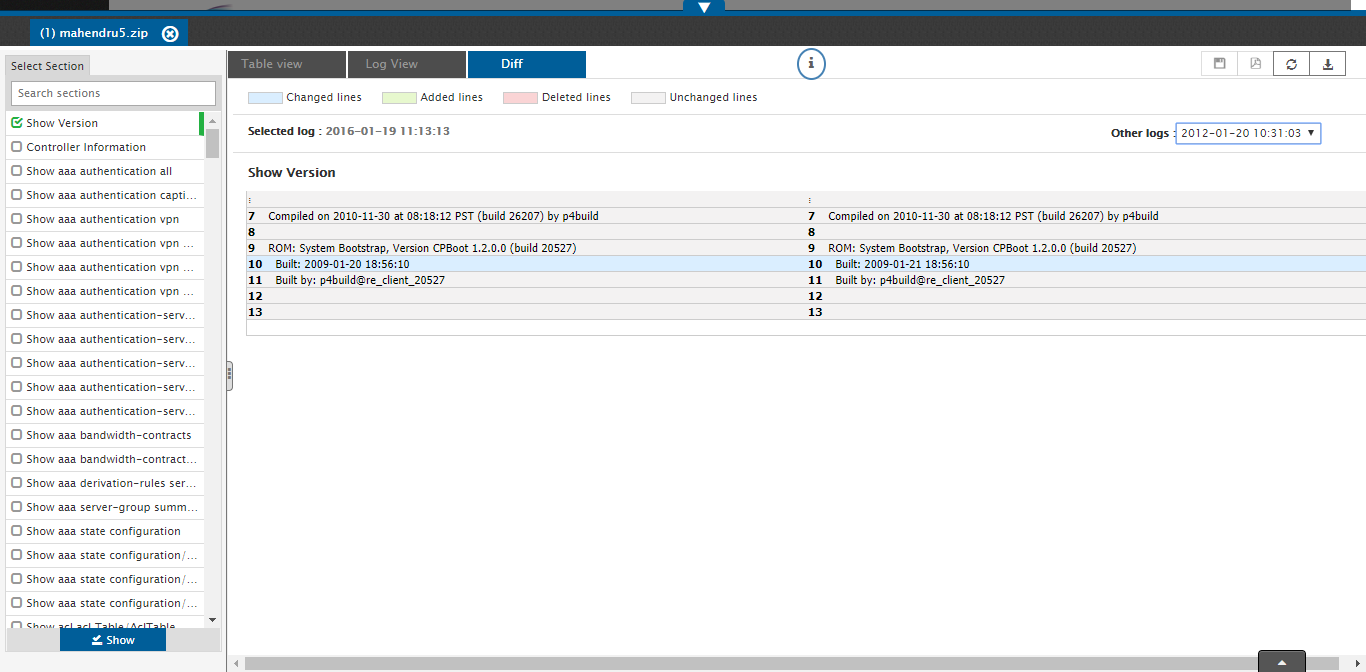 (1) mahendru5.zip
Select Section
Search sections
Show Version
Controller Information
Show aaa authentication all
Show aaa authentication capti...
Show aaa authentication vpn
Show aaa authentication vpn ...
Show aaa authentication vpn ...
Show aaa authentication vpn ...
Show aaa authentication-serv...
Show aaa authentication-serv...
Show aaa authentication-serv...
Show aaa authentication-serv...
Show aaa authentication-serv...
Show aaa bandwidth-contracts
Show aaa bandwidth-contract...
Show aaa derivation-rules ser...
Show aaa server-group summ...
Show aaa state configuration
Show aaa state configuration/...
Show aaa state configuration/...
Show aaa state configuration/...
Show acl acl Table/AclTable
Show
Table view Log View Diff
i
Changed lines Added lines Deleted lines Unchanged lines
Selected log : 2016-01-19 11:13:13 Other logs : 2012-01-20 10:31:03
Show Version
: :
7 Compiled on 2010-11-30 at 08:18:12 PST (build 26207) by p4build 7 Compiled on 2010-11-30 at 08:18:12 PST (build 26207) by p4build
8 8
9 ROM: System Bootstrap, Version CPBoot 1.2.0.0 (build 20527) 9 ROM: System Bootstrap, Version CPBoot 1.2.0.0 (build 20527)
10 Built: 2009-01-20 18:56:10 10 Built: 2009-01-21 18:56:10
11 Built by: p4build@re_client_20527 11 Built by: p4build@re_client_20527
12 12
13 13